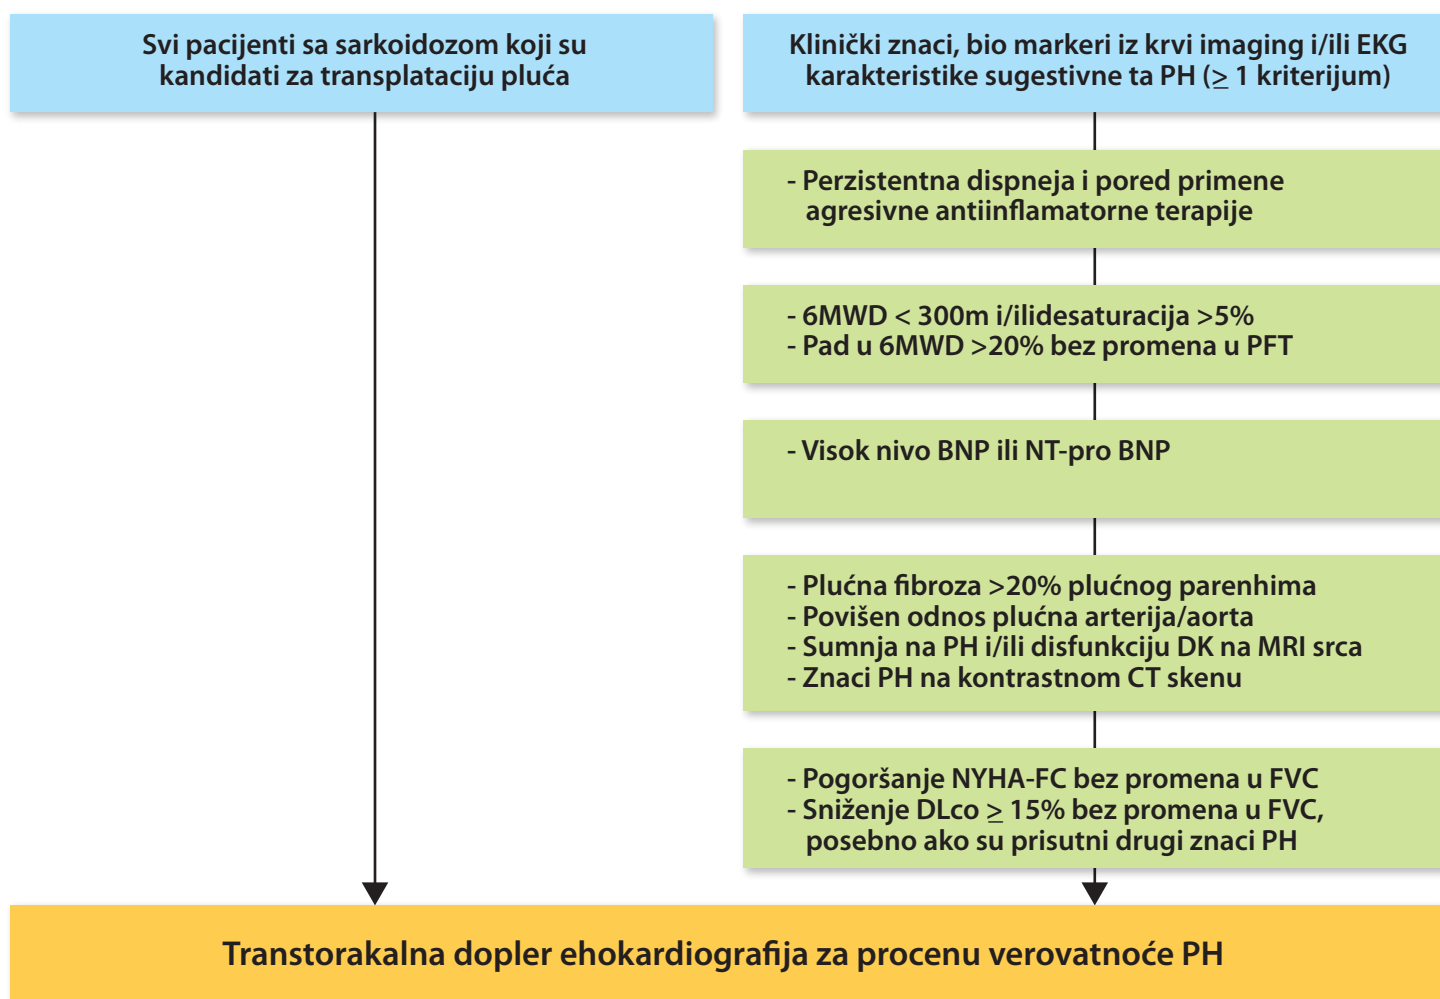 Svi pacijenti sa sarkoidozom koji su
kandidati za transplataciju pluća
Klinički znaci, bio markeri iz krvi imaging i/ili EKG
karakteristike sugestivne ta PH (≥ 1 kriterijum)
- Perzistentna dispneja i pored primene
agresivne antiinflamatorne terapije
- 6MWD < 300m i/ilidesaturacija >5%
- Pad u 6MWD >20% bez promena u PFT
- Visok nivo BNP ili NT-pro BNP
- Plućna fibroza >20% plućnog parenhima
- Povišen odnos plućna arterija/aorta
- Sumnja na PH i/ili disfunkciju DK na MRI srca
- Znaci PH na kontrastnom CT skenu
- Pogoršanje NYHA-FC bez promena u FVC
- Sniženje DLco ≥ 15% bez promena u FVC,
posebno ako su prisutni drugi znaci PH
Transtorakalna dopler ehokardiografija za procenu verovatnoće PH